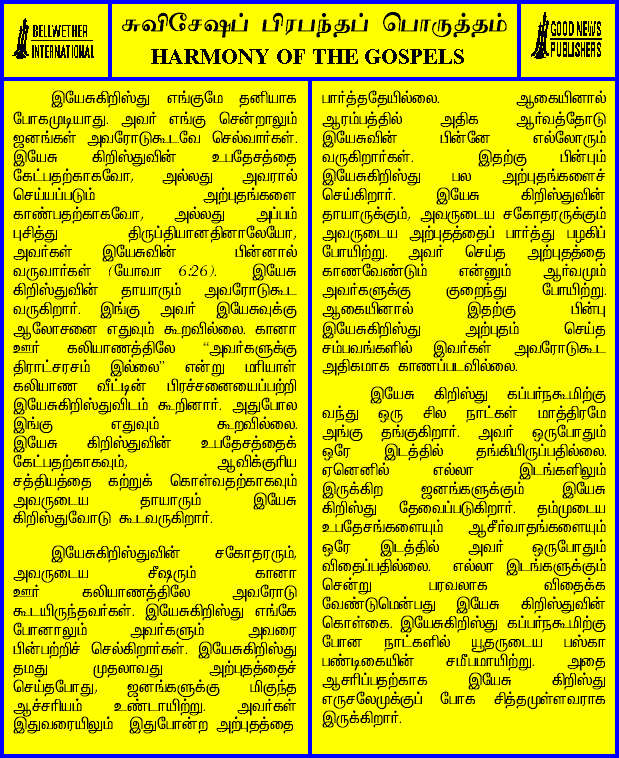 BELLWETHER
INTERNATIONAL
சுவிசேஷப் பிரபந்தப் பொருத்தம்
HARMONY OF THE GOSPELS
GOOD NEWS
PUBLISHERS
இயேசுகிறிஸ்து எங்குமே தனியாக
போகமுடியாது. அவர் எங்கு சென்றாலும்
ஜனங்கள் அவரோடுகூடவே செல்வார்கள்.
இயேசு கிறிஸ்துவின் உபதேசத்தை
கேட்பதற்காகவோ, அல்லது அவரால்
செய்யப்படும் அற்புதங்களை
காண்பதற்காகவோ, அல்லது அப்பம்
புசித்து திருப்தியானதினாலேயோ,
அவர்கள் இயேசுவின் பின்னால்
வருவார்கள் (யோவா 6:26). இயேசு
கிறிஸ்துவின் தாயாரும் அவரோடுகூட
வருகிறார். இங்கு அவர் இயேசுவுக்கு
ஆலோசனை எதுவும் கூறவில்லை. கானா
ஊர் கலியாணத்திலே “அவர்களுக்கு
திராட்சரசம் இல்லை” என்று மரியாள்
கலியாண வீட்டின் பிரச்சனையைப்பற்றி
இயேசுகிறிஸ்துவிடம் கூறினார். அதுபோல
இங்கு எதுவும் கூறவில்லை.
இயேசு கிறிஸ்துவின் உபதேசத்தைக்
கேட்பதற்காகவும், ஆவிக்குரிய
சத்தியத்தை கற்றுக் கொள்வதற்காகவும்
அவருடைய தாயாரும் இயேசு
கிறிஸ்துவோடு கூடவருகிறார்.
இயேசுகிறிஸ்துவின் சகோதரரும்,
அவருடைய சீஷரும் கானா
ஊர் கலியாணத்திலே அவரோடு
கூடயிருந்தவர்கள். இயேசுகிறிஸ்து எங்கே
போனாலும் அவர்களும் அவரை
பின்பற்றிச் செல்கிறார்கள். இயேசுகிறிஸ்து
தமது முதலாவது அற்புதத்தைச்
செய்தபோது, ஜனங்களுக்கு மிகுந்த
ஆச்சரியம் உண்டாயிற்று. அவர்கள்
இதுவரையிலும் இதுபோன்ற அற்புதத்தை
பார்த்ததேயில்லை. ஆகையினால்
ஆரம்பத்தில் அதிக ஆர்வத்தோடு
இயேசுவின் பின்னே எல்லோரும்
வருகிறார்கள். இதற்கு பின்பும்
இயேசுகிறிஸ்து பல அற்புதங்களைச்
செய்கிறார். இயேசு கிறிஸ்துவின்
தாயாருக்கும், அவருடைய சகோதரருக்கும்
அவருடைய அற்புதத்தைப் பார்த்து பழகிப்
போயிற்று. அவர் செய்த அற்புதத்தை
காணவேண்டும் என்னும் ஆர்வமும்
அவர்களுக்கு குறைந்து போயிற்று.
ஆகையினால் இதற்கு பின்பு
இயேசுகிறிஸ்து அற்புதம் செய்த
சம்பவங்களில் இவர்கள் அவரோடுகூட
அதிகமாக காணப்படவில்லை.
இயேசு கிறிஸ்து கப்பர்நகூமிற்கு
வந்து ஒரு சில நாட்கள் மாத்திரமே
அங்கு தங்குகிறார். அவர் ஒருபோதும்
ஒரே இடத்தில் தங்கியிருப்பதில்லை.
ஏனெனில் எல்லா இடங்களிலும்
இருக்கிற ஜனங்களுக்கும் இயேசு
கிறிஸ்து தேவைப்படுகிறார். தம்முடைய
உபதேசங்களையும் ஆசீர்வாதங்களையும்
ஒரே இடத்தில் அவர் ஒருபோதும்
விதைப்பதில்லை. எல்லா இடங்களுக்கும்
சென்று பரவலாக விதைக்க
வேண்டுமென்பது இயேசு கிறிஸ்துவின்
கொள்கை. இயேசுகிறிஸ்து கப்பர்நகூமிற்கு
போன நாட்களில் யூதருடைய பஸ்கா
பண்டிகையின் சமீபமாயிற்று. அதை
ஆசரிப்பதற்காக இயேசு கிறிஸ்து
எருசலேமுக்குப் போக சித்தமுள்ளவராக
இருக்கிறார்.